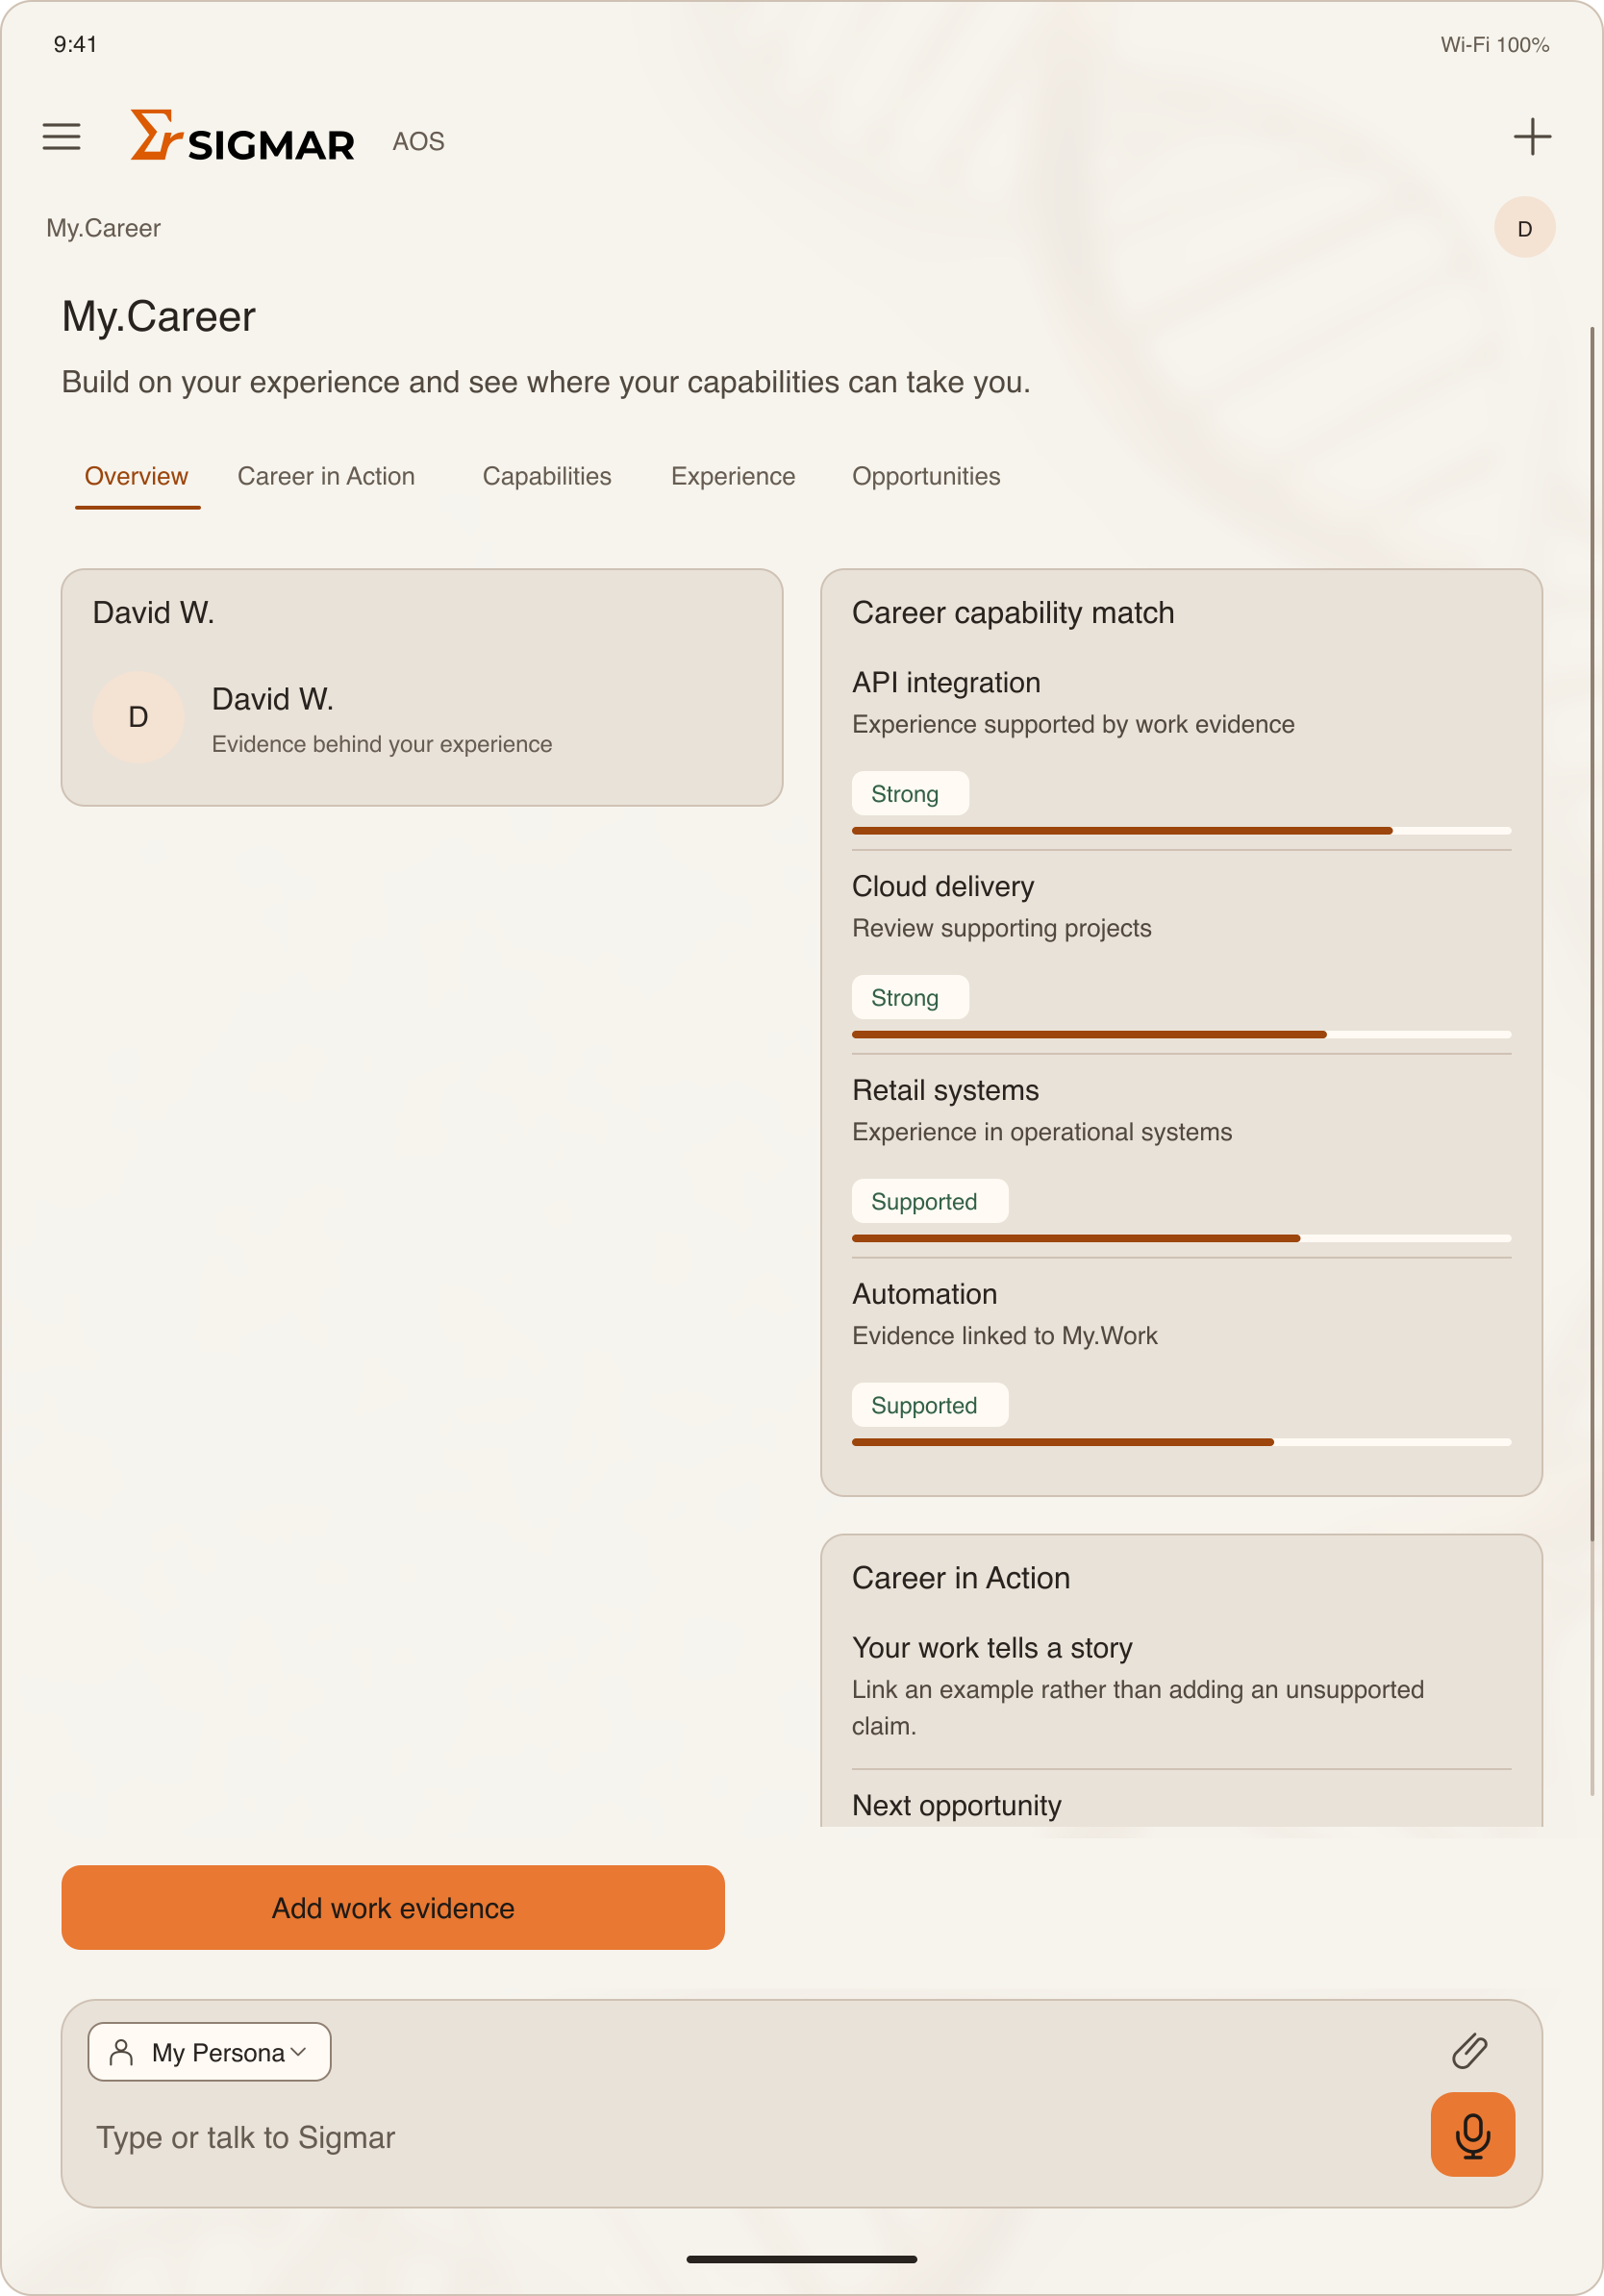 9:41
Wi-Fi 100%
Σr SIGMAR AOS
My.Career
D
My.Career
Build on your experience and see where your capabilities can take you.
Overview
Career in Action
Capabilities
Experience
Opportunities
David W.
D
David W.
Evidence behind your experience
Career capability match
API integration
Experience supported by work evidence
Strong
Cloud delivery
Review supporting projects
Strong
Retail systems
Experience in operational systems
Supported
Automation
Evidence linked to My.Work
Supported
Career in Action
Your work tells a story
Link an example rather than adding an unsupported
claim.
Next opportunity
Add work evidence
My Persona
Type or talk to Sigmar